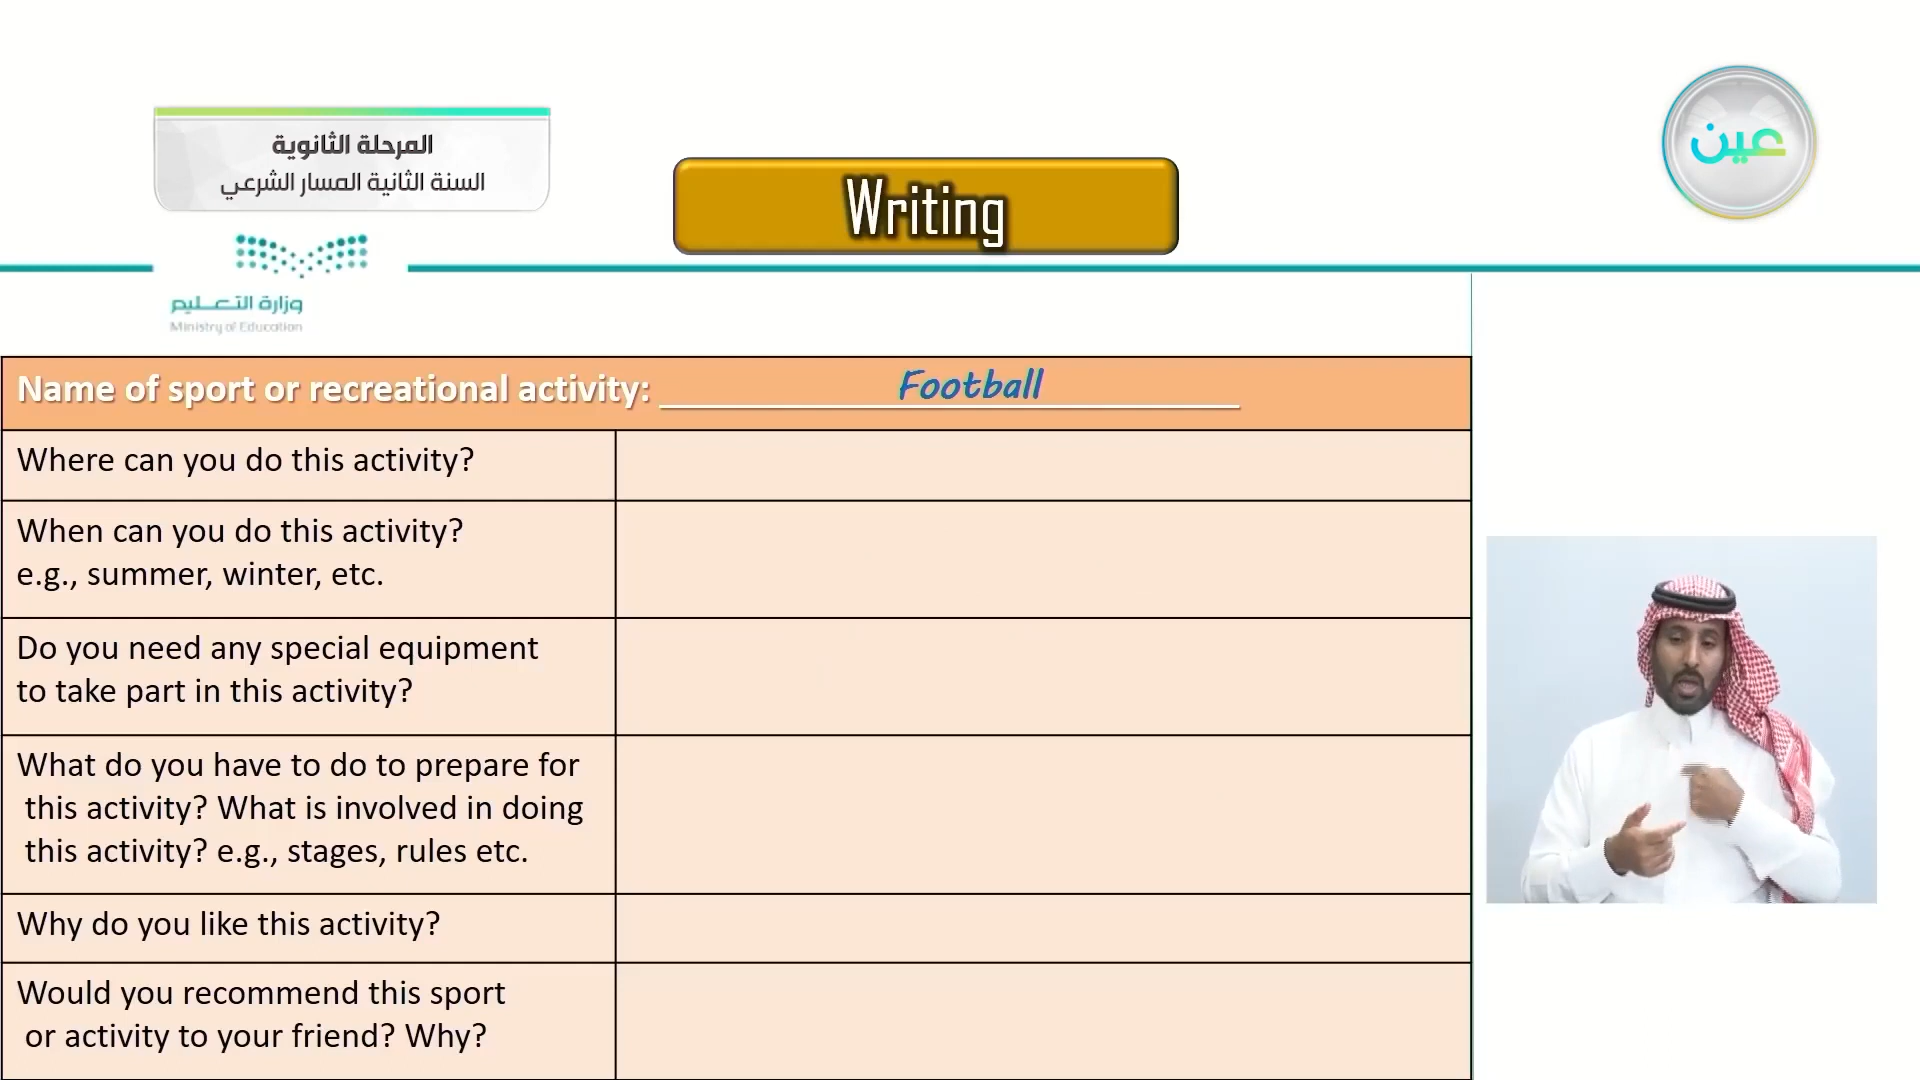 المرحلة الثانوية
السنة الثانية المسار الشرعي
Writing
عين
وزارة التعـــليم
Ministry of Education
Name of sport or recreational activity: Football
Where can you do this activity?
When can you do this activity?
e.g., summer, winter, etc.
Do you need any special equipment
to take part in this activity?
What do you have to do to prepare for
this activity? What is involved in doing
this activity? e.g., stages, rules etc.
Why do you like this activity?
Would you recommend this sport
or activity to your friend? Why?